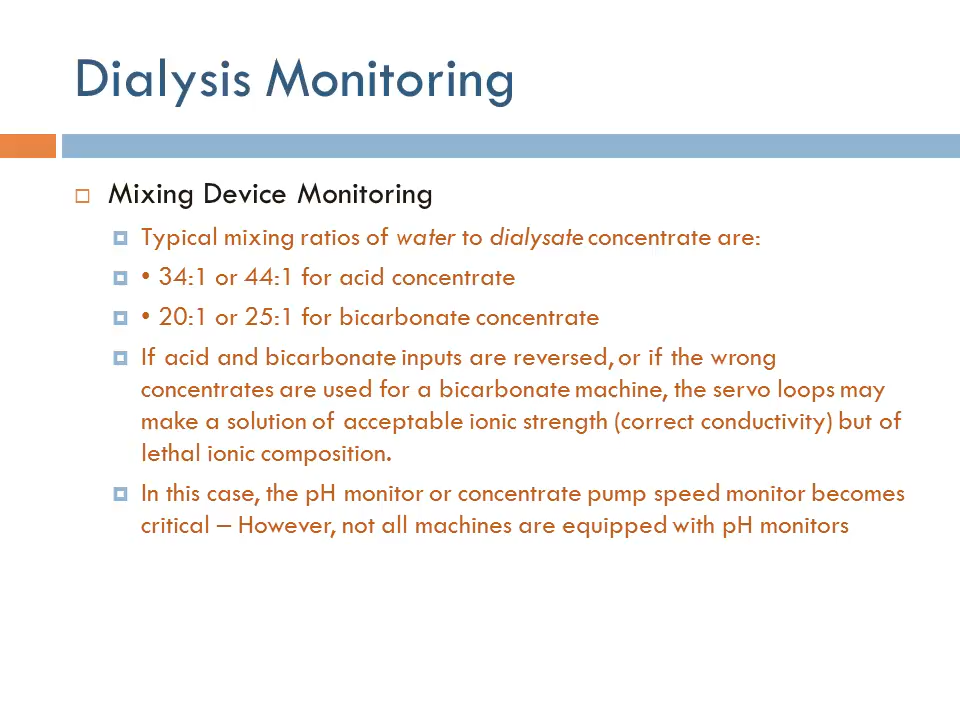 Dialysis Monitoring
Mixing Device Monitoring
Typical mixing ratios of water to dialysate concentrate are:
• 34:1 or 44:1 for acid concentrate
• 20:1 or 25:1 for bicarbonate concentrate
If acid and bicarbonate inputs are reversed, or if the wrong
concentrates are used for a bicarbonate machine, the servo loops may
make a solution of acceptable ionic strength (correct conductivity) but of
lethal ionic composition.
In this case, the pH monitor or concentrate pump speed monitor becomes
critical – However, not all machines are equipped with pH monitors